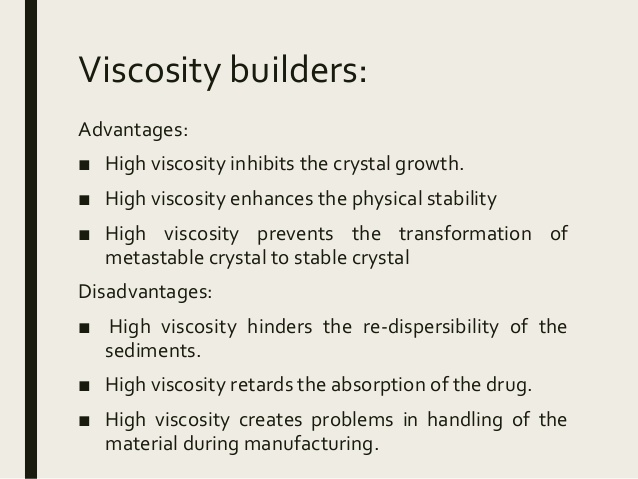 Viscosity builders:
Advantages:
■ High viscosity inhibits the crystal growth.
■ High viscosity enhances the physical stability
■ High viscosity prevents the transformation of
metastable crystal to stable crystal
Disadvantages:
■ High viscosity hinders the re-dispersibility of the
sediments.
■ High viscosity retards the absorption of the drug.
■ High viscosity creates problems in handling of the
material during manufacturing.